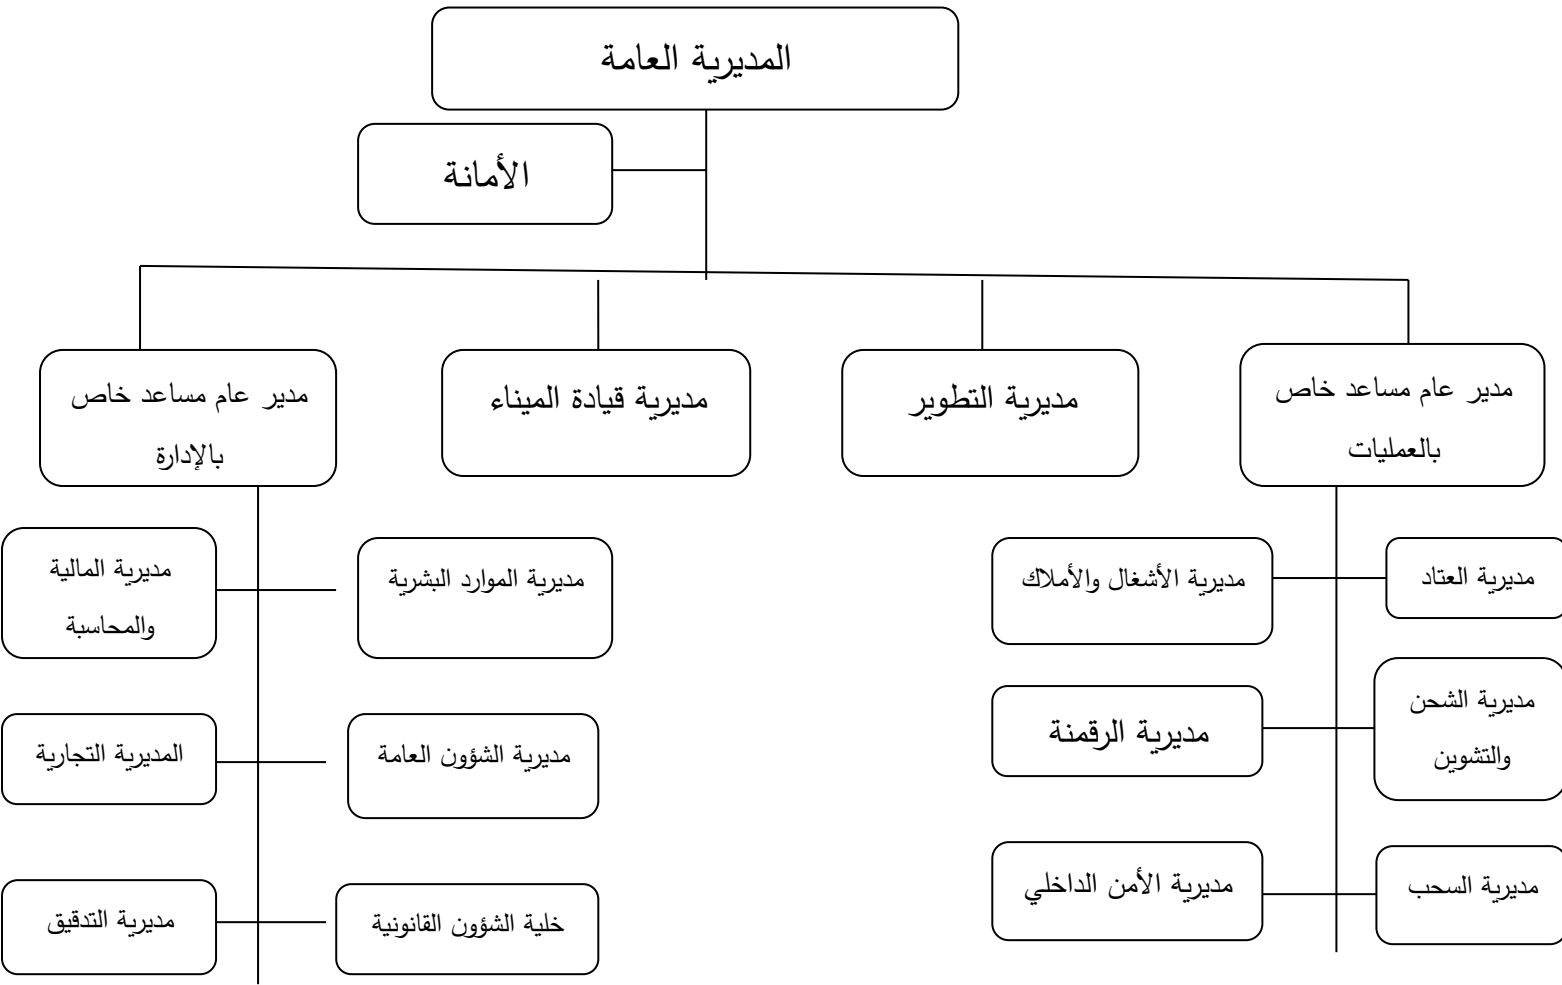 المديرية العامة
الأمانة
مدير عام مساعد خاص
بالعمليات
مديرية التطوير
مديرية قيادة الميناء
مدير عام مساعد خاص
بالإدارة
مديرية العتاد
مديرية الأشغال والأملاك
مديرية الموارد البشرية
مديرية المالية
والمحاسبة
مديرية الشحن
والتشوين
مديرية الرقمنة
مديرية الشؤون العامة
المديرية التجارية
مديرية السحب
مديرية الأمن الداخلي
خلية الشؤون القانونية
مديرية التدقيق